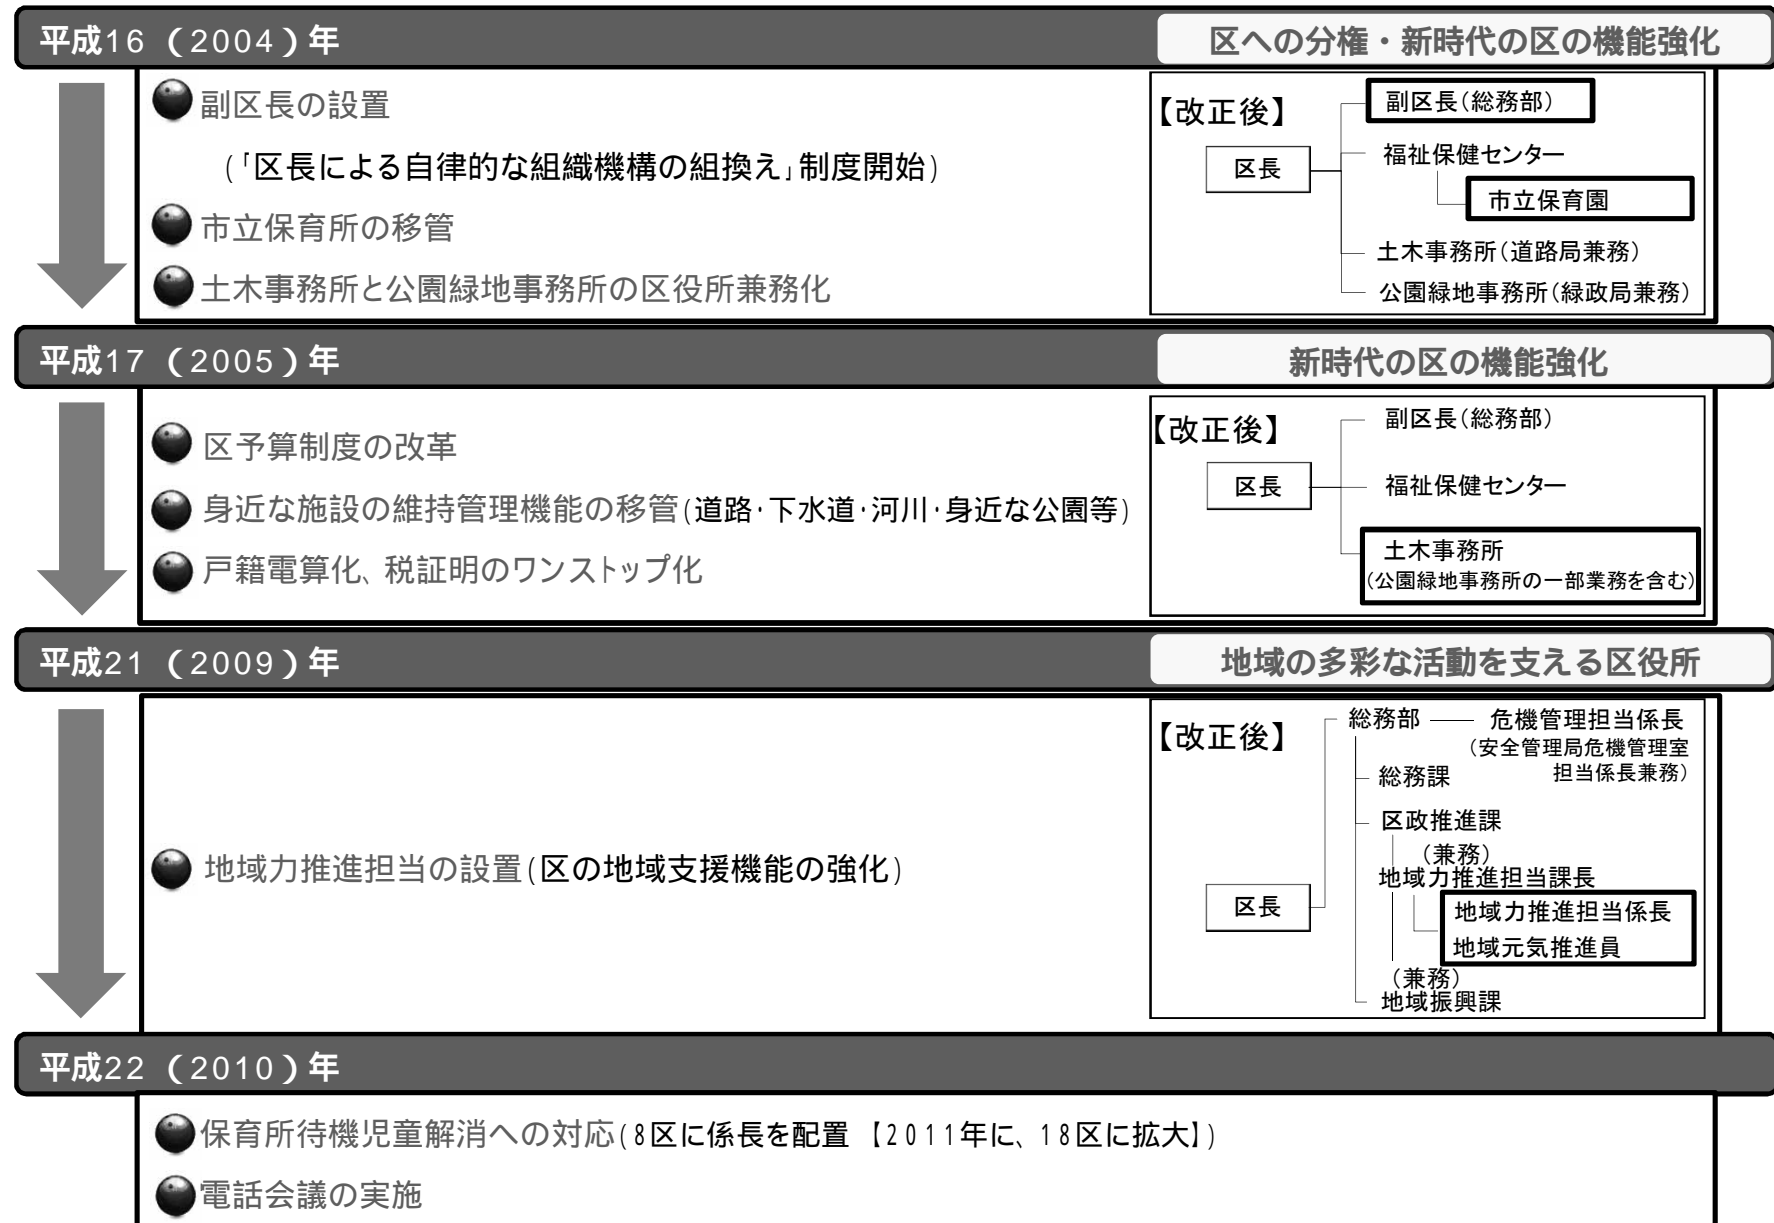 平成16（2004）年
区への分権・新時代の区の機能強化
副区長の設置
(「区長による自律的な組織機構の組換え」制度開始)
市立保育所の移管
土木事務所と公園緑地事務所の区役所兼務化
【改正後】
区長
副区長(総務部)
福祉保健センター
市立保育園
土木事務所(道路局兼務)
公園緑地事務所(緑政局兼務)
平成17（2005）年
新時代の区の機能強化
区予算制度の改革
身近な施設の維持管理機能の移管(道路・下水道・河川・身近な公園等)
戸籍電算化、税証明のワンストップ化
【改正後】
区長
副区長(総務部)
福祉保健センター
土木事務所
(公園緑地事務所の一部業務を含む)
平成21（2009）年
地域の多彩な活動を支える区役所
地域力推進担当の設置(区の地域支援機能の強化)
【改正後】
区長
総務部
危機管理担当係長
(安全管理局危機管理室
担当係長兼務)
総務課
区政推進課
(兼務)
地域力推進担当課長
地域力推進担当係長
地域元気推進員
(兼務)
地域振興課
平成22（2010）年
保育所待機児童解消への対応(8区に係長を配置 【2011年に、18区に拡大】)
電話会議の実施